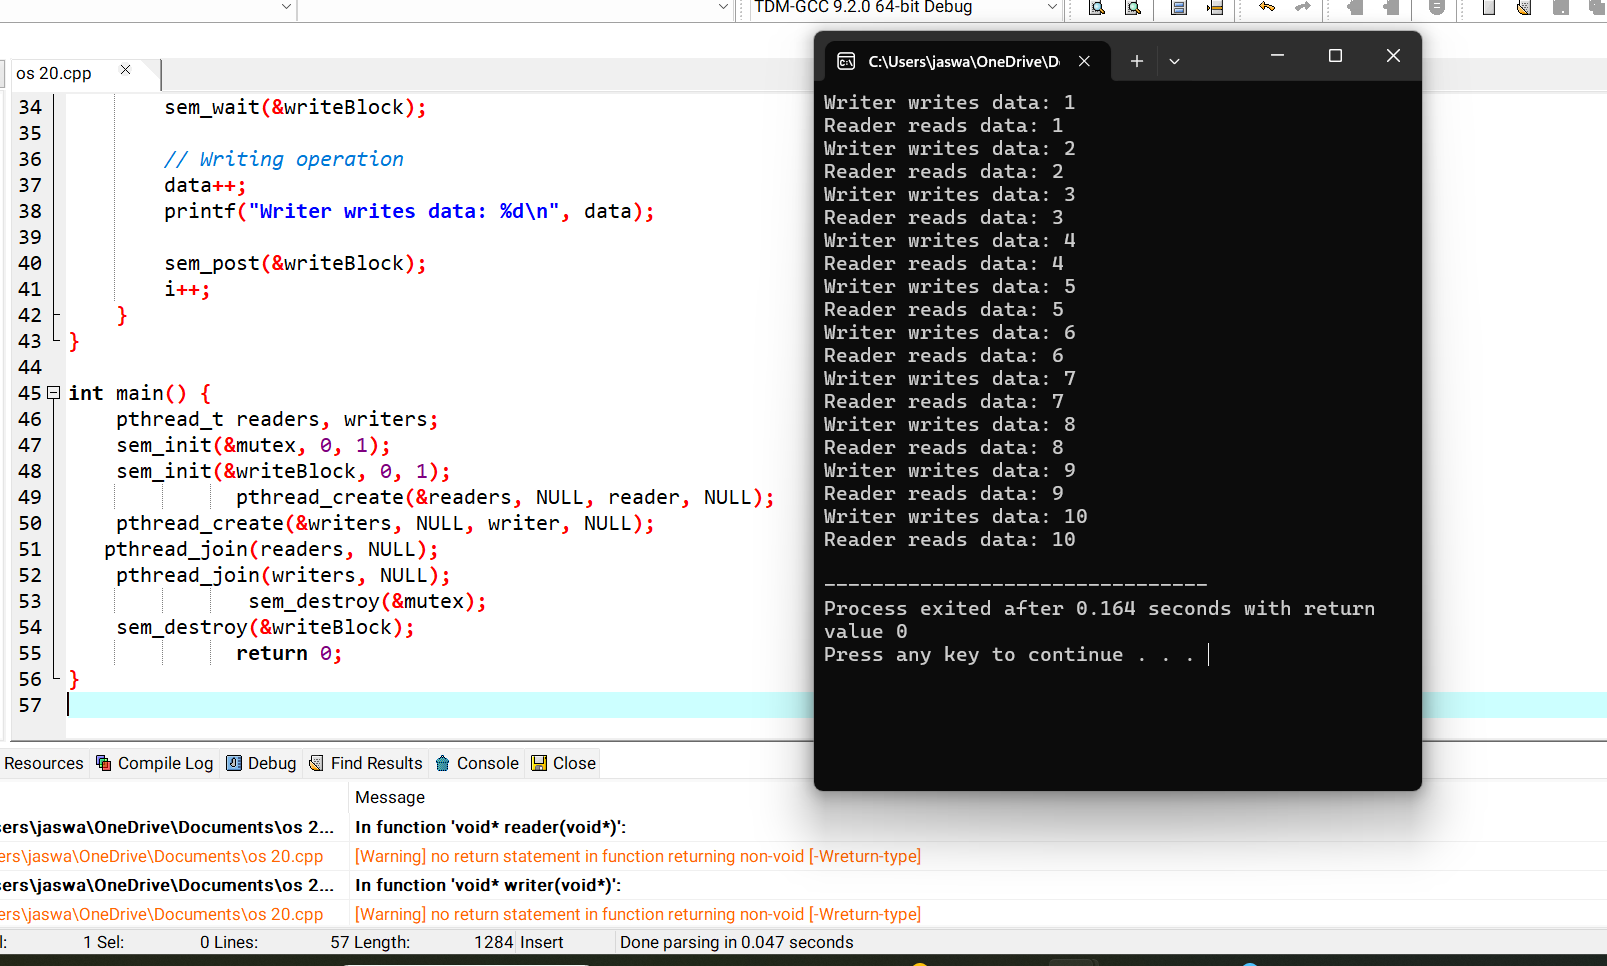 TDM-GCC 9.2.0 64-bit Debug
os 20.cpp
34 sem_wait(&writeBlock);
35
36 // Writing operation
37 data++;
38 printf("Writer writes data: %d\n", data);
39
40 sem_post(&writeBlock);
41 i++;
42 }
43 }
44
45 int main() {
46 pthread_t readers, writers;
47 sem_init(&mutex, 0, 1);
48 sem_init(&writeBlock, 0, 1);
49 pthread_create(&readers, NULL, reader, NULL);
50 pthread_create(&writers, NULL, writer, NULL);
51 pthread_join(readers, NULL);
52 pthread_join(writers, NULL);
53 sem_destroy(&mutex);
54 sem_destroy(&writeBlock);
55 return 0;
56 }
57
C:\Users\jaswa\OneDrive\D
Writer writes data: 1
Reader reads data: 1
Writer writes data: 2
Reader reads data: 2
Writer writes data: 3
Reader reads data: 3
Writer writes data: 4
Reader reads data: 4
Writer writes data: 5
Reader reads data: 5
Writer writes data: 6
Reader reads data: 6
Writer writes data: 7
Reader reads data: 7
Writer writes data: 8
Reader reads data: 8
Writer writes data: 9
Reader reads data: 9
Writer writes data: 10
Reader reads data: 10
--------------------------------
Process exited after 0.164 seconds with return
value 0
Press any key to continue . . .
Resources Compile Log Debug Find Results Console Close
Message
ers\jaswa\OneDrive\Documents\os 2... In function 'void* reader(void*)':
ers\jaswa\OneDrive\Documents\os 20.cpp [Warning] no return statement in function returning non-void [-Wreturn-type]
ers\jaswa\OneDrive\Documents\os 2... In function 'void* writer(void*)':
ers\jaswa\OneDrive\Documents\os 20.cpp [Warning] no return statement in function returning non-void [-Wreturn-type]
l: 1 Sel: 0 Lines: 57 Length: 1284 Insert Done parsing in 0.047 seconds